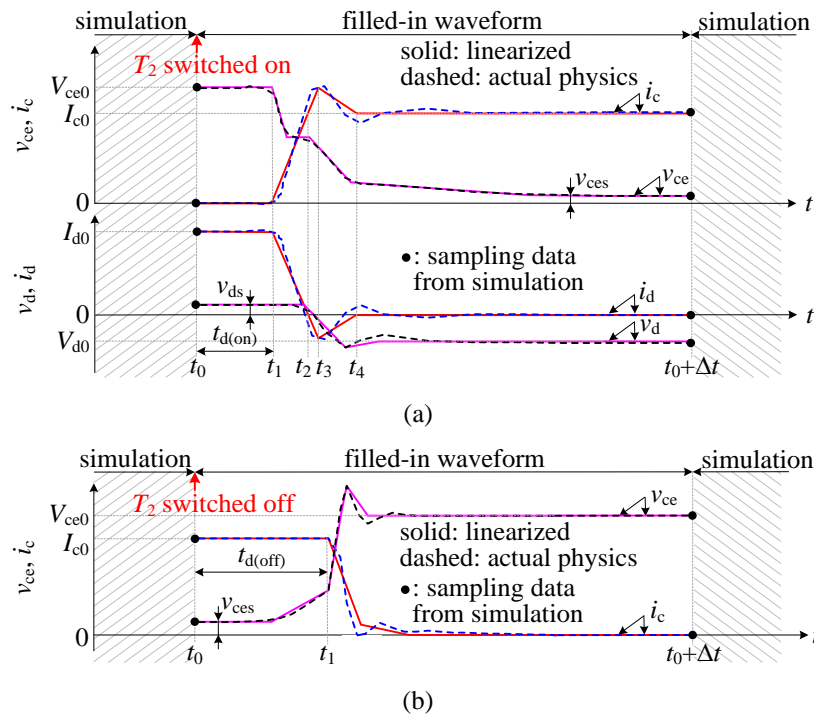 simulation filled-in waveform simulation
T2 switched on
solid: linearized
dashed: actual physics
Vce0
Ic0
vce, ic
ic
vces
vce
0
t
Id0
vd, id
●: sampling data
from simulation
vds
id
0
t
Vd0
td(on)
vd
t0 t1 t2 t3 t4 t0+Δt
(a)
simulation filled-in waveform simulation
T2 switched off
Vce0
Ic0
vce, ic
vce
solid: linearized
dashed: actual physics
td(off)
●: sampling data
from simulation
vces
ic
0
t
t0 t1 t0+Δt
(b)